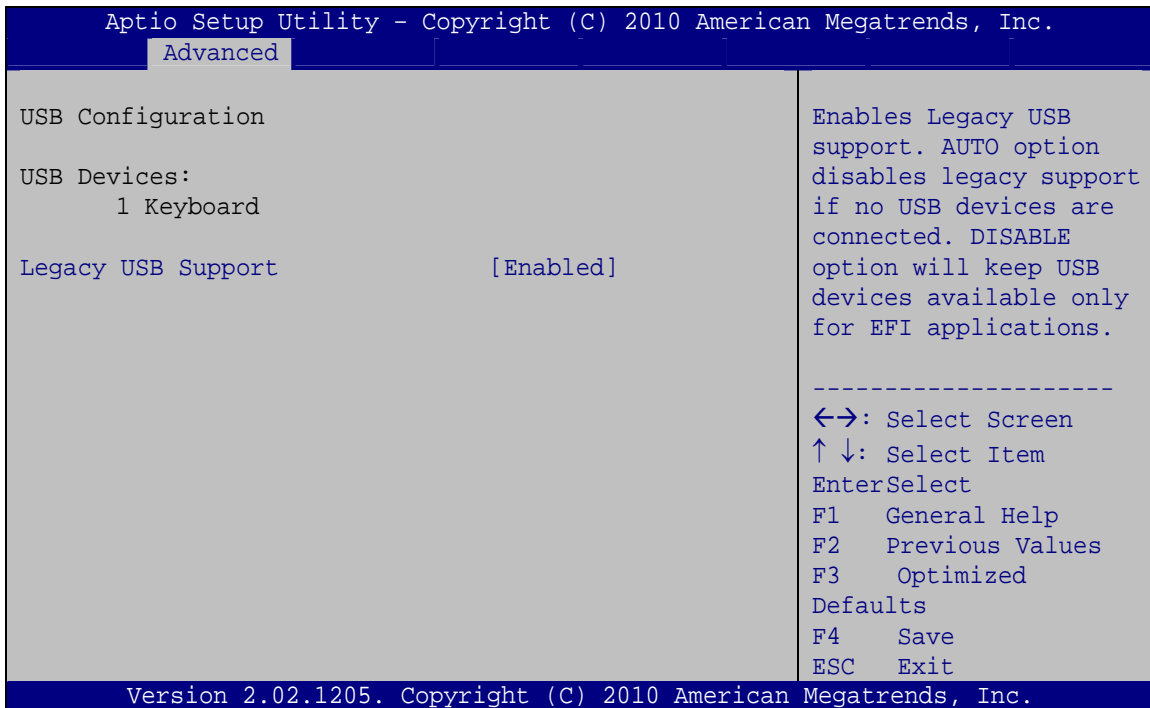 Aptio Setup Utility – Copyright (C) 2010 American Megatrends, Inc.
Advanced
USB Configuration
USB Devices:
1 Keyboard
Legacy USB Support [Enabled]
Enables Legacy USB
support. AUTO option
disables legacy support
if no USB devices are
connected. DISABLE
option will keep USB
devices available only
for EFI applications.
---------------------
←→: Select Screen
↑ ↓: Select Item
EnterSelect
F1 General Help
F2 Previous Values
F3 Optimized
Defaults
F4 Save
ESC Exit
Version 2.02.1205. Copyright (C) 2010 American Megatrends, Inc.